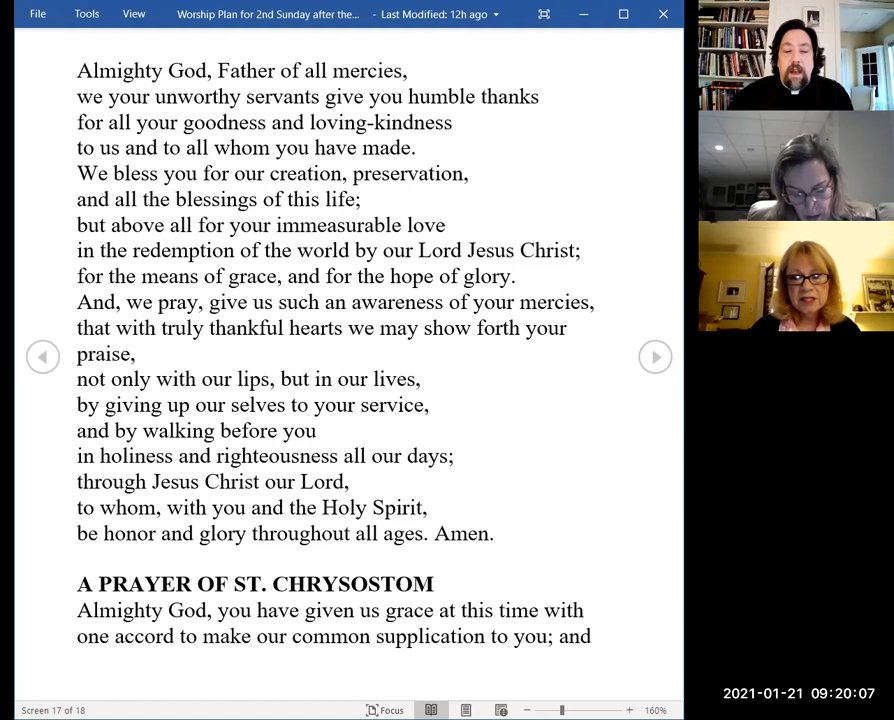 File Tools View Worship Plan for 2nd Sunday after the... - Last Modified: 12h ago
Almighty God, Father of all mercies,
we your unworthy servants give you humble thanks
for all your goodness and loving-kindness
to us and to all whom you have made.
We bless you for our creation, preservation,
and all the blessings of this life;
but above all for your immeasurable love
in the redemption of the world by our Lord Jesus Christ;
for the means of grace, and for the hope of glory.
And, we pray, give us such an awareness of your mercies,
that with truly thankful hearts we may show forth your
praise,
not only with our lips, but in our lives,
by giving up our selves to your service,
and by walking before you
in holiness and righteousness all our days;
through Jesus Christ our Lord,
to whom, with you and the Holy Spirit,
be honor and glory throughout all ages. Amen.
A PRAYER OF ST. CHRYSOSTOM
Almighty God, you have given us grace at this time with
one accord to make our common supplication to you; and
Screen 17 of 18 Focus 160%
2021-01-21 09:20:07